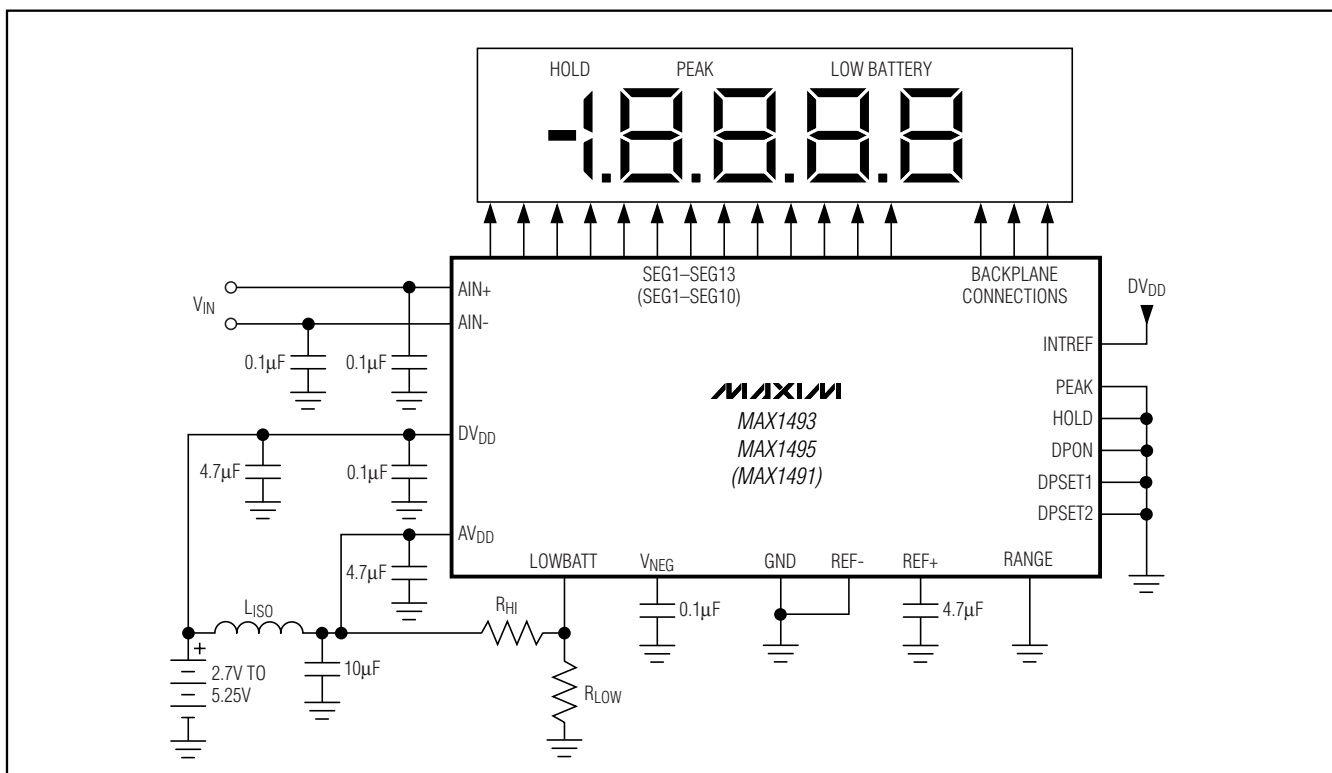 HOLD PEAK LOW BATTERY
-1.8.8.8.8
SEG1–SEG13
(SEG1–SEG10)
BACKPLANE
CONNECTIONS
DVDD
VIN
AIN+
AIN-
INTREF
0.1µF
0.1µF
PEAK
MAXIM
HOLD
MAX1493
DVDD
MAX1495
DPON
4.7µF
0.1µF
(MAX1491)
DPSET1
DPSET2
AVDD
LOWBATT
VNEG
GND
REF-
REF+
RANGE
4.7µF
LISO
RHI
0.1µF
4.7µF
+
2.7V TO
5.25V
10µF
RLOW